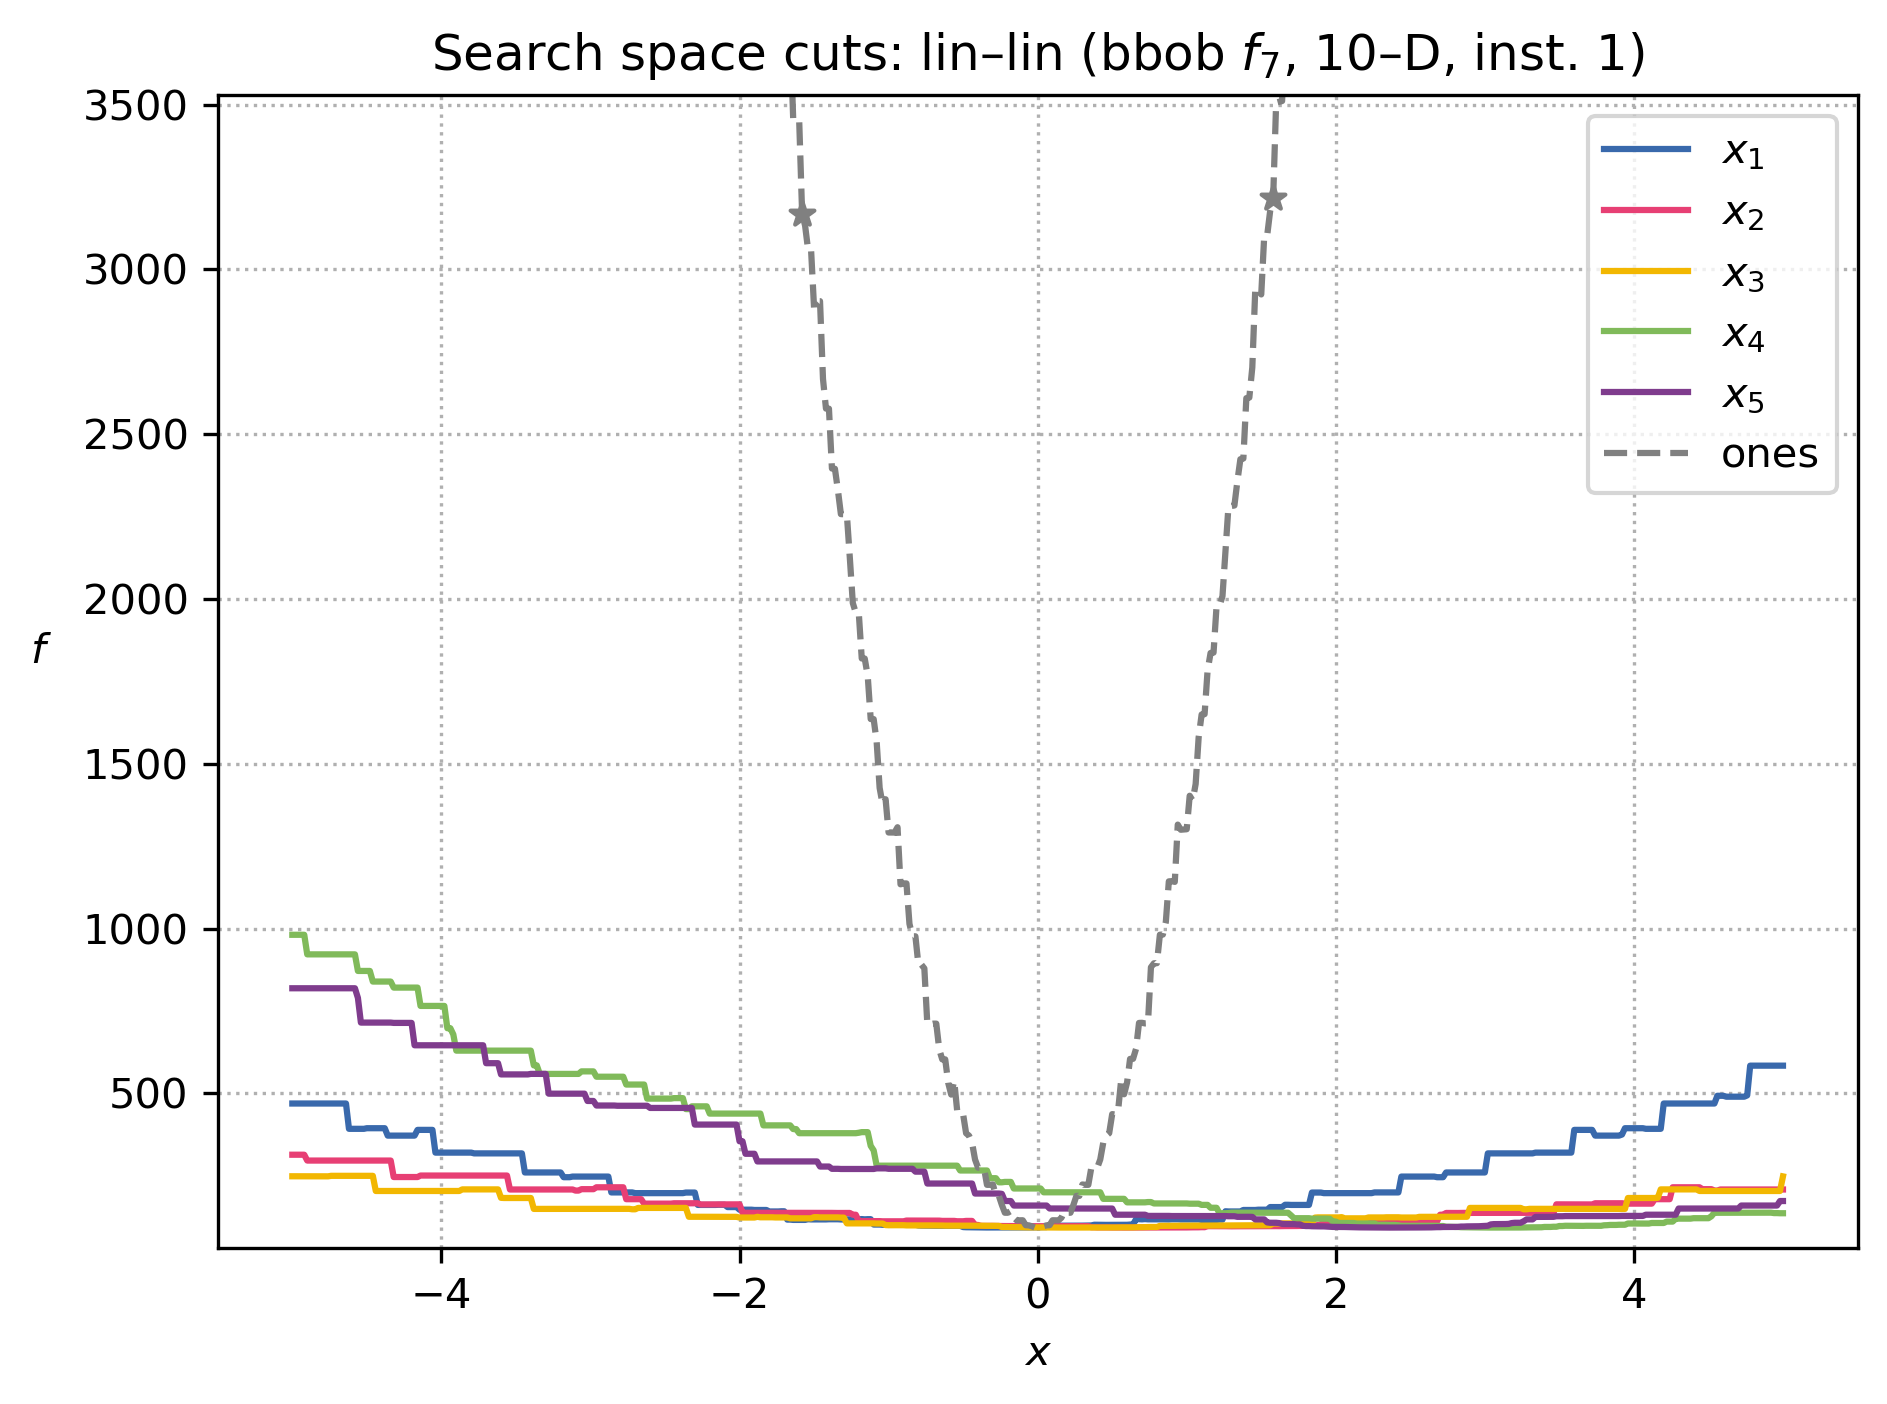 Search space cuts: lin–lin (bbob f₇, 10–D, inst. 1)
3500
3000
2500
2000
1500
1000
500
f
−4
−2
0
2
4
x
x₁
x₂
x₃
x₄
x₅
ones